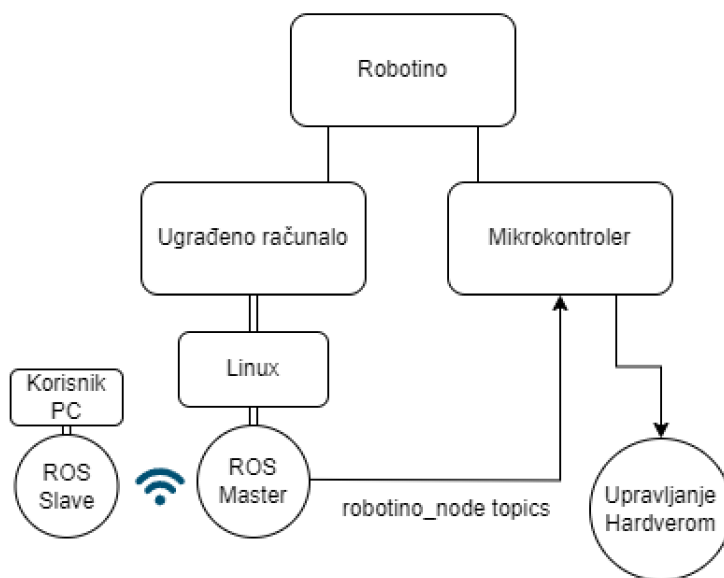 Robotino
Ugrađeno računalo
Mikrokontroler
Linux
Korisnik
PC
ROS
Slave
ROS
Master
robotino_node topics
Upravljanje
Hardverom